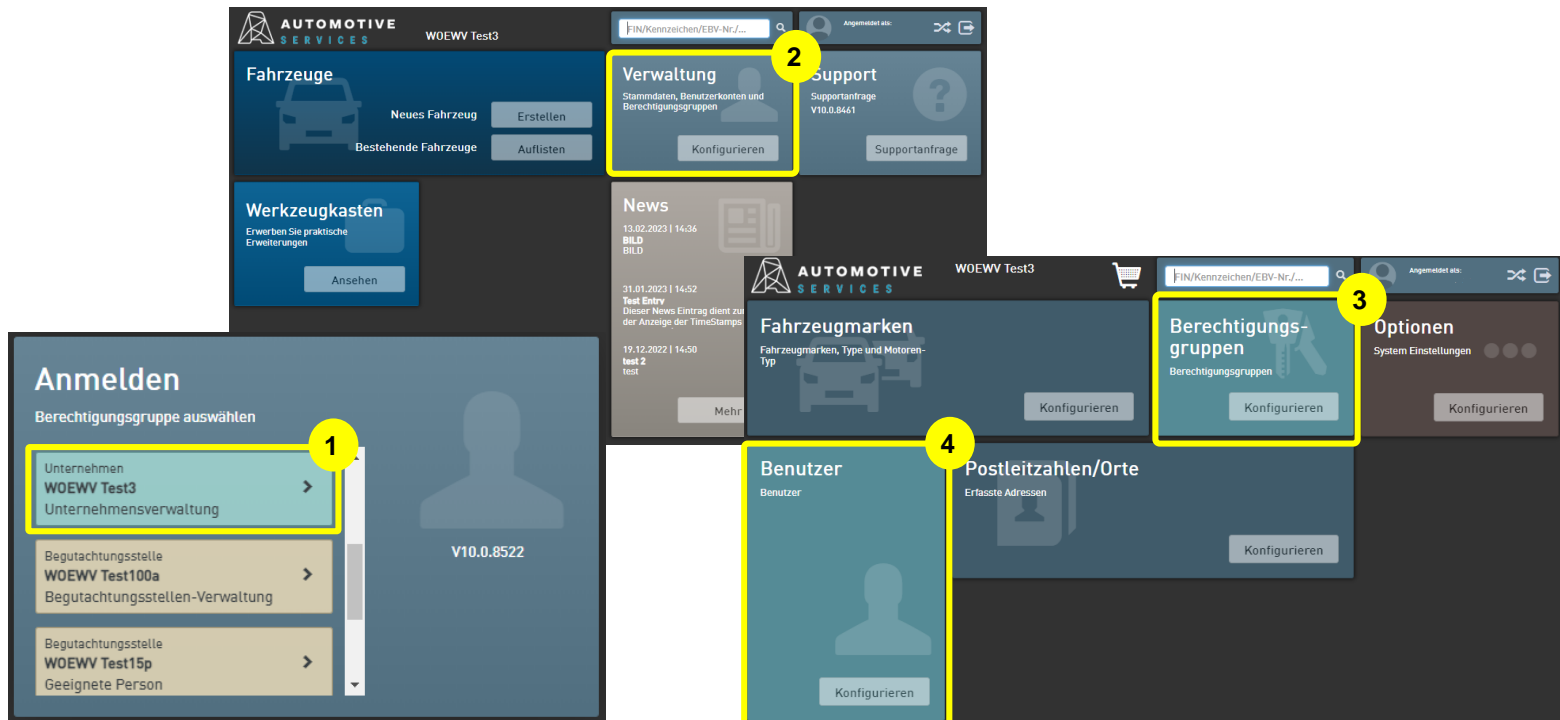 AUTOMOTIVE
SERVICES
WOEWV Test3
FIN/Kennzeichen/EBV-Nr./...
Angemeldet als:
Fahrzeuge
Neues Fahrzeug
Erstellen
Bestehende Fahrzeuge
Auflisten
2
Verwaltung
Stammdaten, Benutzerkonten und
Berechtigungsgruppen
Konfigurieren
Support
Supportanfrage
V10.0.8461
Supportanfrage
Werkzeugkasten
Erwerben Sie praktische
Erweiterungen
Ansehen
News
13.02.2023 | 14:36
BILD
BILD
31.01.2023 | 14:52
Test Entry
Dieser News Eintrag dient zur
der Anzeige der TimeStamps
19.12.2022 | 14:50
test 2
test
Mehr
Anmelden
Berechtigungsgruppe auswählen
1
Unternehmen
WOEWV Test3
Unternehmensverwaltung
Begutachtungsstelle
WOEWV Test100a
Begutachtungsstellen-Verwaltung
Begutachtungsstelle
WOEWV Test15p
Geeignete Person
V10.0.8522
AUTOMOTIVE
SERVICES
WOEWV Test3
FIN/Kennzeichen/EBV-Nr./...
Angemeldet als:
Fahrzeugmarken
Fahrzeugmarken, Type und Motoren-
Typ
Konfigurieren
3
Berechtigungs-
gruppen
Berechtigungsgruppen
Konfigurieren
Optionen
System Einstellungen
Konfigurieren
4
Benutzer
Benutzer
Konfigurieren
Postleitzahlen/Orte
Erfasste Adressen
Konfigurieren